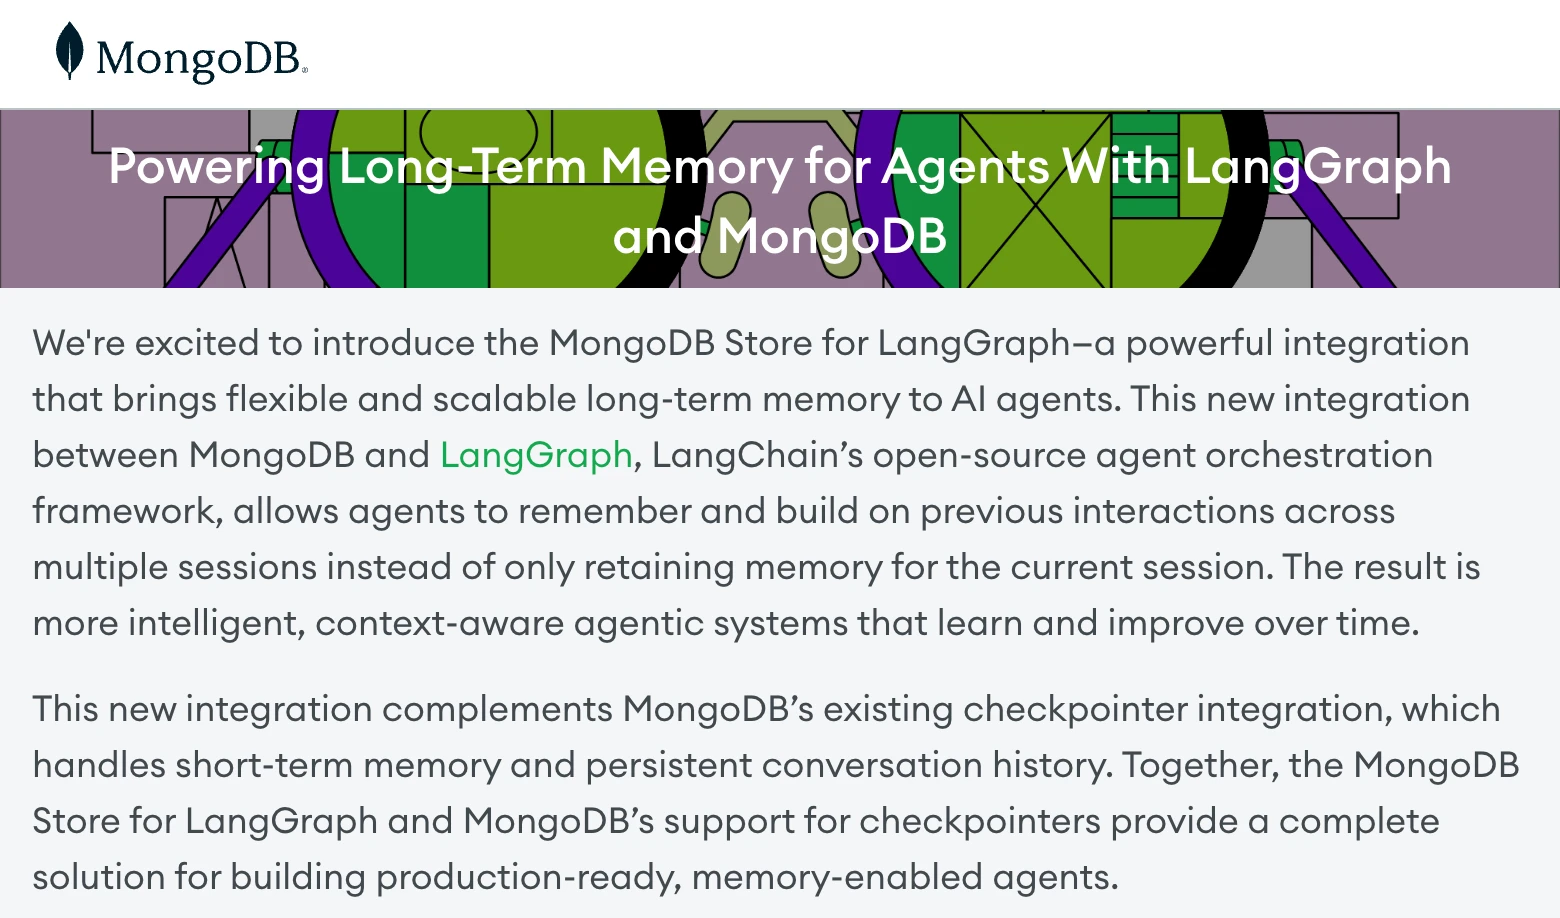 MongoDB®
Powering Long-Term Memory for Agents With LangGraph
and MongoDB
We're excited to introduce the MongoDB Store for LangGraph—a powerful integration
that brings flexible and scalable long-term memory to AI agents. This new integration
between MongoDB and LangGraph, LangChain’s open-source agent orchestration
framework, allows agents to remember and build on previous interactions across
multiple sessions instead of only retaining memory for the current session. The result is
more intelligent, context-aware agentic systems that learn and improve over time.
This new integration complements MongoDB’s existing checkpointer integration, which
handles short-term memory and persistent conversation history. Together, the MongoDB
Store for LangGraph and MongoDB’s support for checkpointers provide a complete
solution for building production-ready, memory-enabled agents.